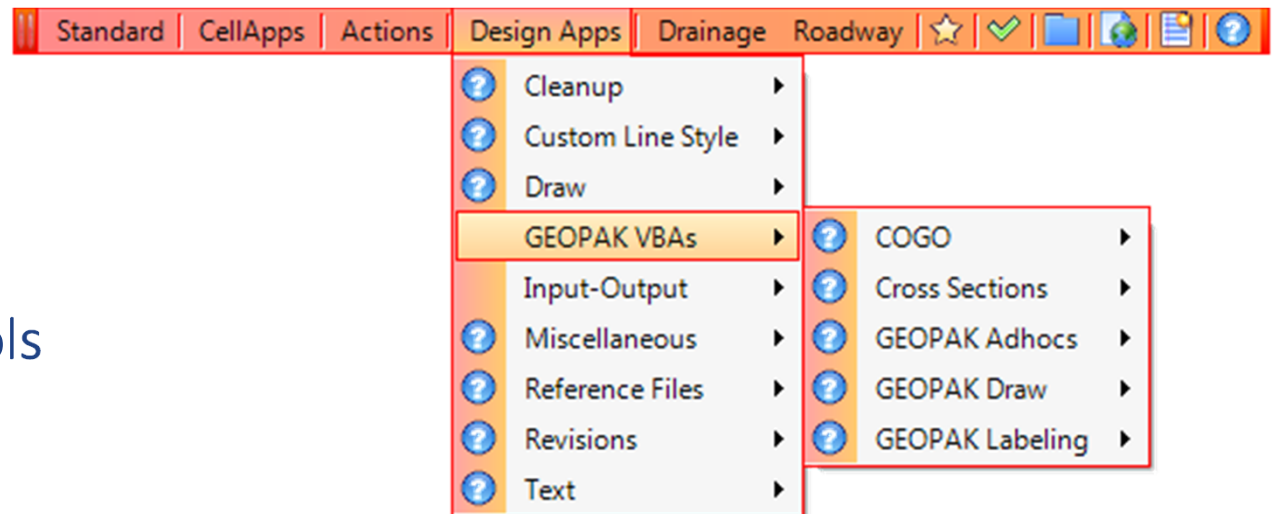 Standard CellApps Actions Design Apps Drainage Roadway
Cleanup
Custom Line Style
Draw
GEOPAK VBAs
Input-Output
Miscellaneous
Reference Files
Revisions
Text
COGO
Cross Sections
GEOPAK Adhocs
GEOPAK Draw
GEOPAK Labeling